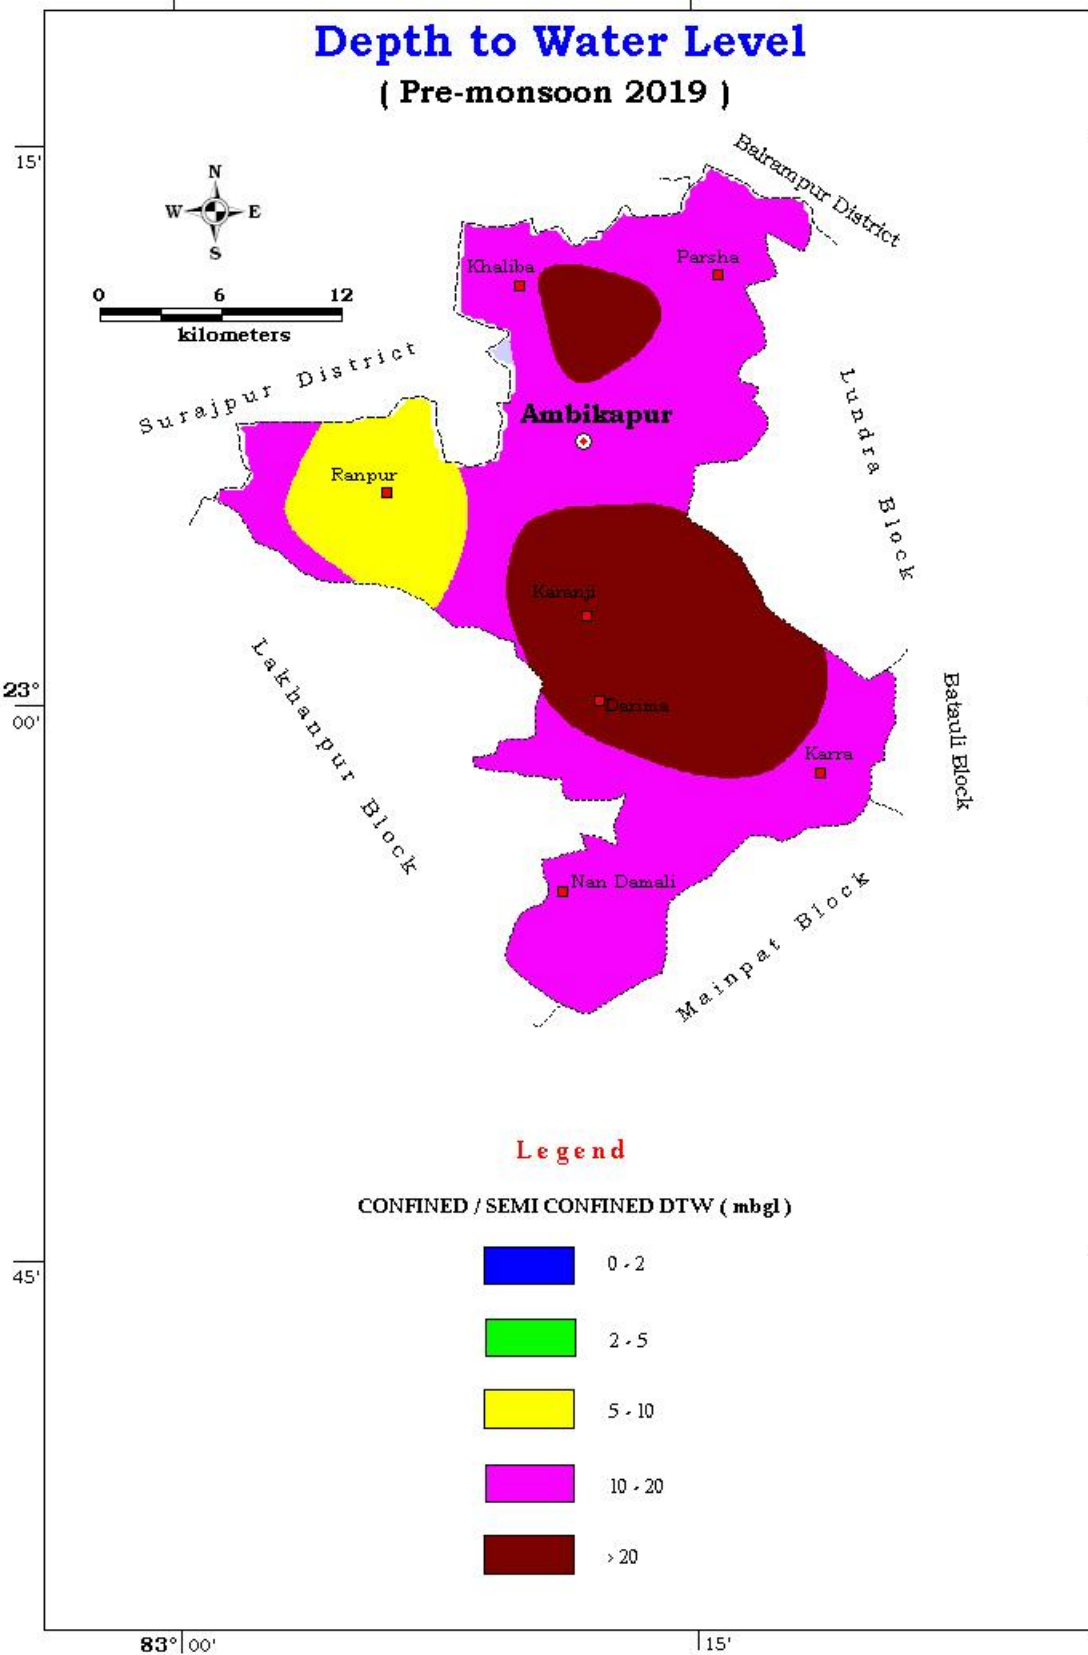 Depth to Water Level
( Pre-monsoon 2019 )
15'
N
W E
S
0 6 12
kilometers
Balrampur District
Khaliba
Parsha
Surajpur District
Ambikapur
Lundra Block
Ranpur
Karanji
Lakhanpur Block
23°
00'
Darima
Batauli Block
Karra
Nan Damali
Mainpat Block
Legend
CONFINED / SEMI CONFINED DTW ( mbgl )
0 - 2
45'
2 - 5
5 - 10
10 - 20
> 20
83° 00' 15'